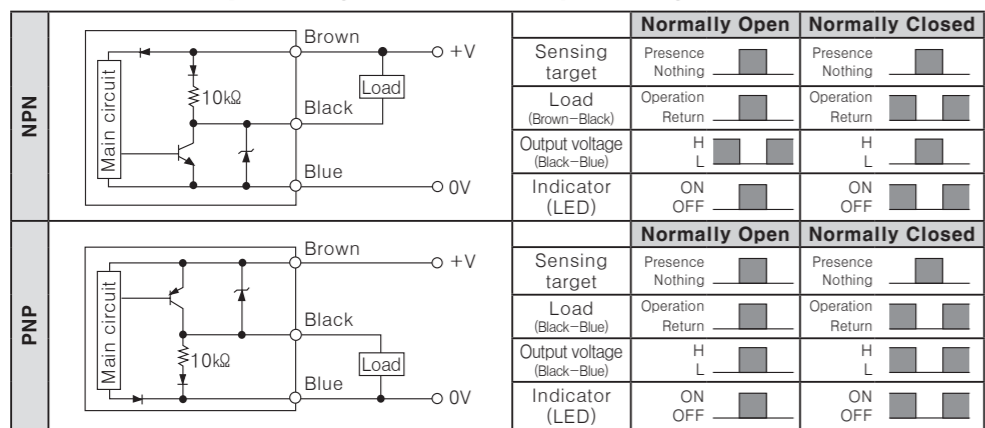 NPN
Main circuit
10kΩ
Brown
Black
Blue
Load
+V
0V
Normally Open Normally Closed
Sensing target
Presence
Nothing
Presence
Nothing
Load
(Brown-Black)
Operation
Return
Operation
Return
Output voltage
(Black-Blue)
H
L
H
L
Indicator
(LED)
ON
OFF
ON
OFF
PNP
Main circuit
10kΩ
Brown
Black
Blue
Load
+V
0V
Normally Open Normally Closed
Sensing
target
Presence
Nothing
Presence
Nothing
Load
(Black-Blue)
Operation
Return
Operation
Return
Output voltage
(Black-Blue)
H
L
H
L
Indicator
(LED)
ON
OFF
ON
OFF